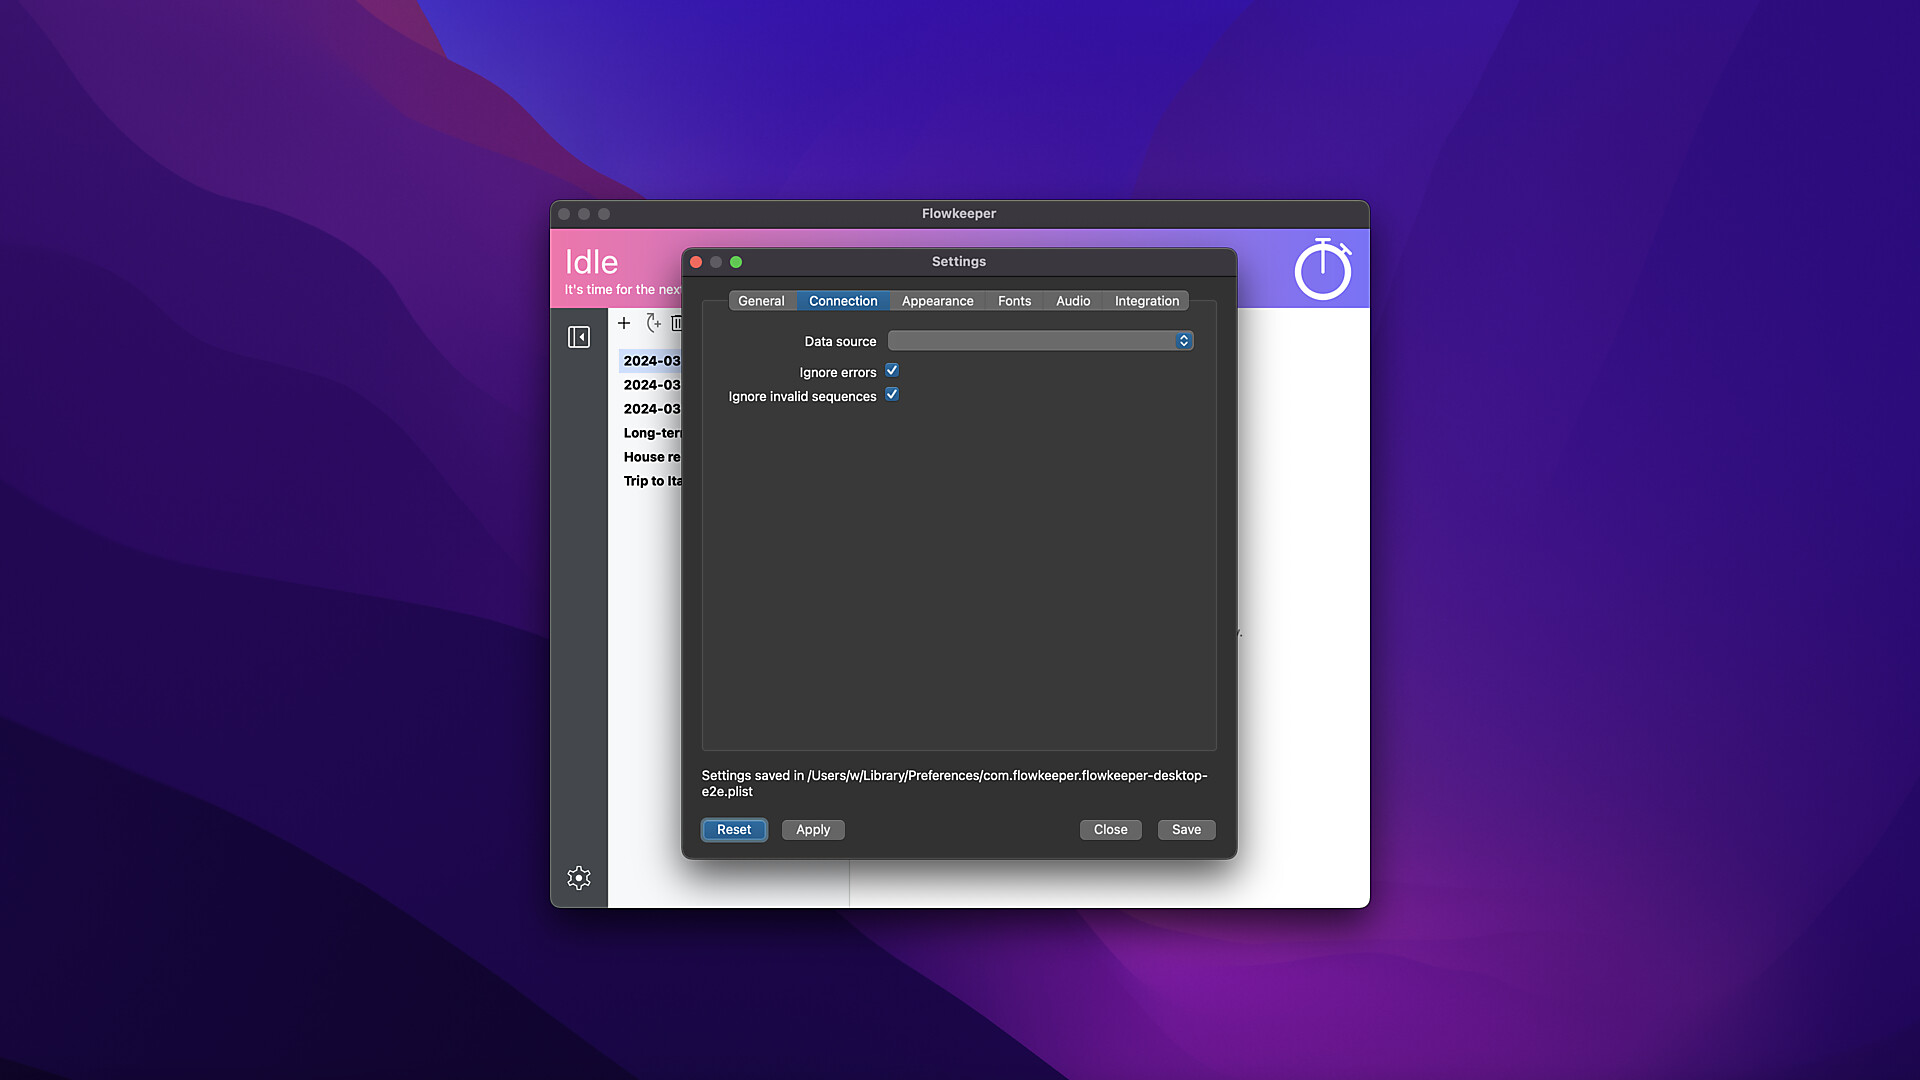 Flowkeeper
Idle
It's time for the nex
Settings
General Connection Appearance Fonts Audio Integration
Data source
Ignore errors
Ignore invalid sequences
2024-03
2024-03
2024-03
Long-ter
House re
Trip to Ita
y.
Settings saved in /Users/w/Library/Preferences/com.flowkeeper.flowkeeper-desktop-
e2e.plist
Reset Apply Close Save